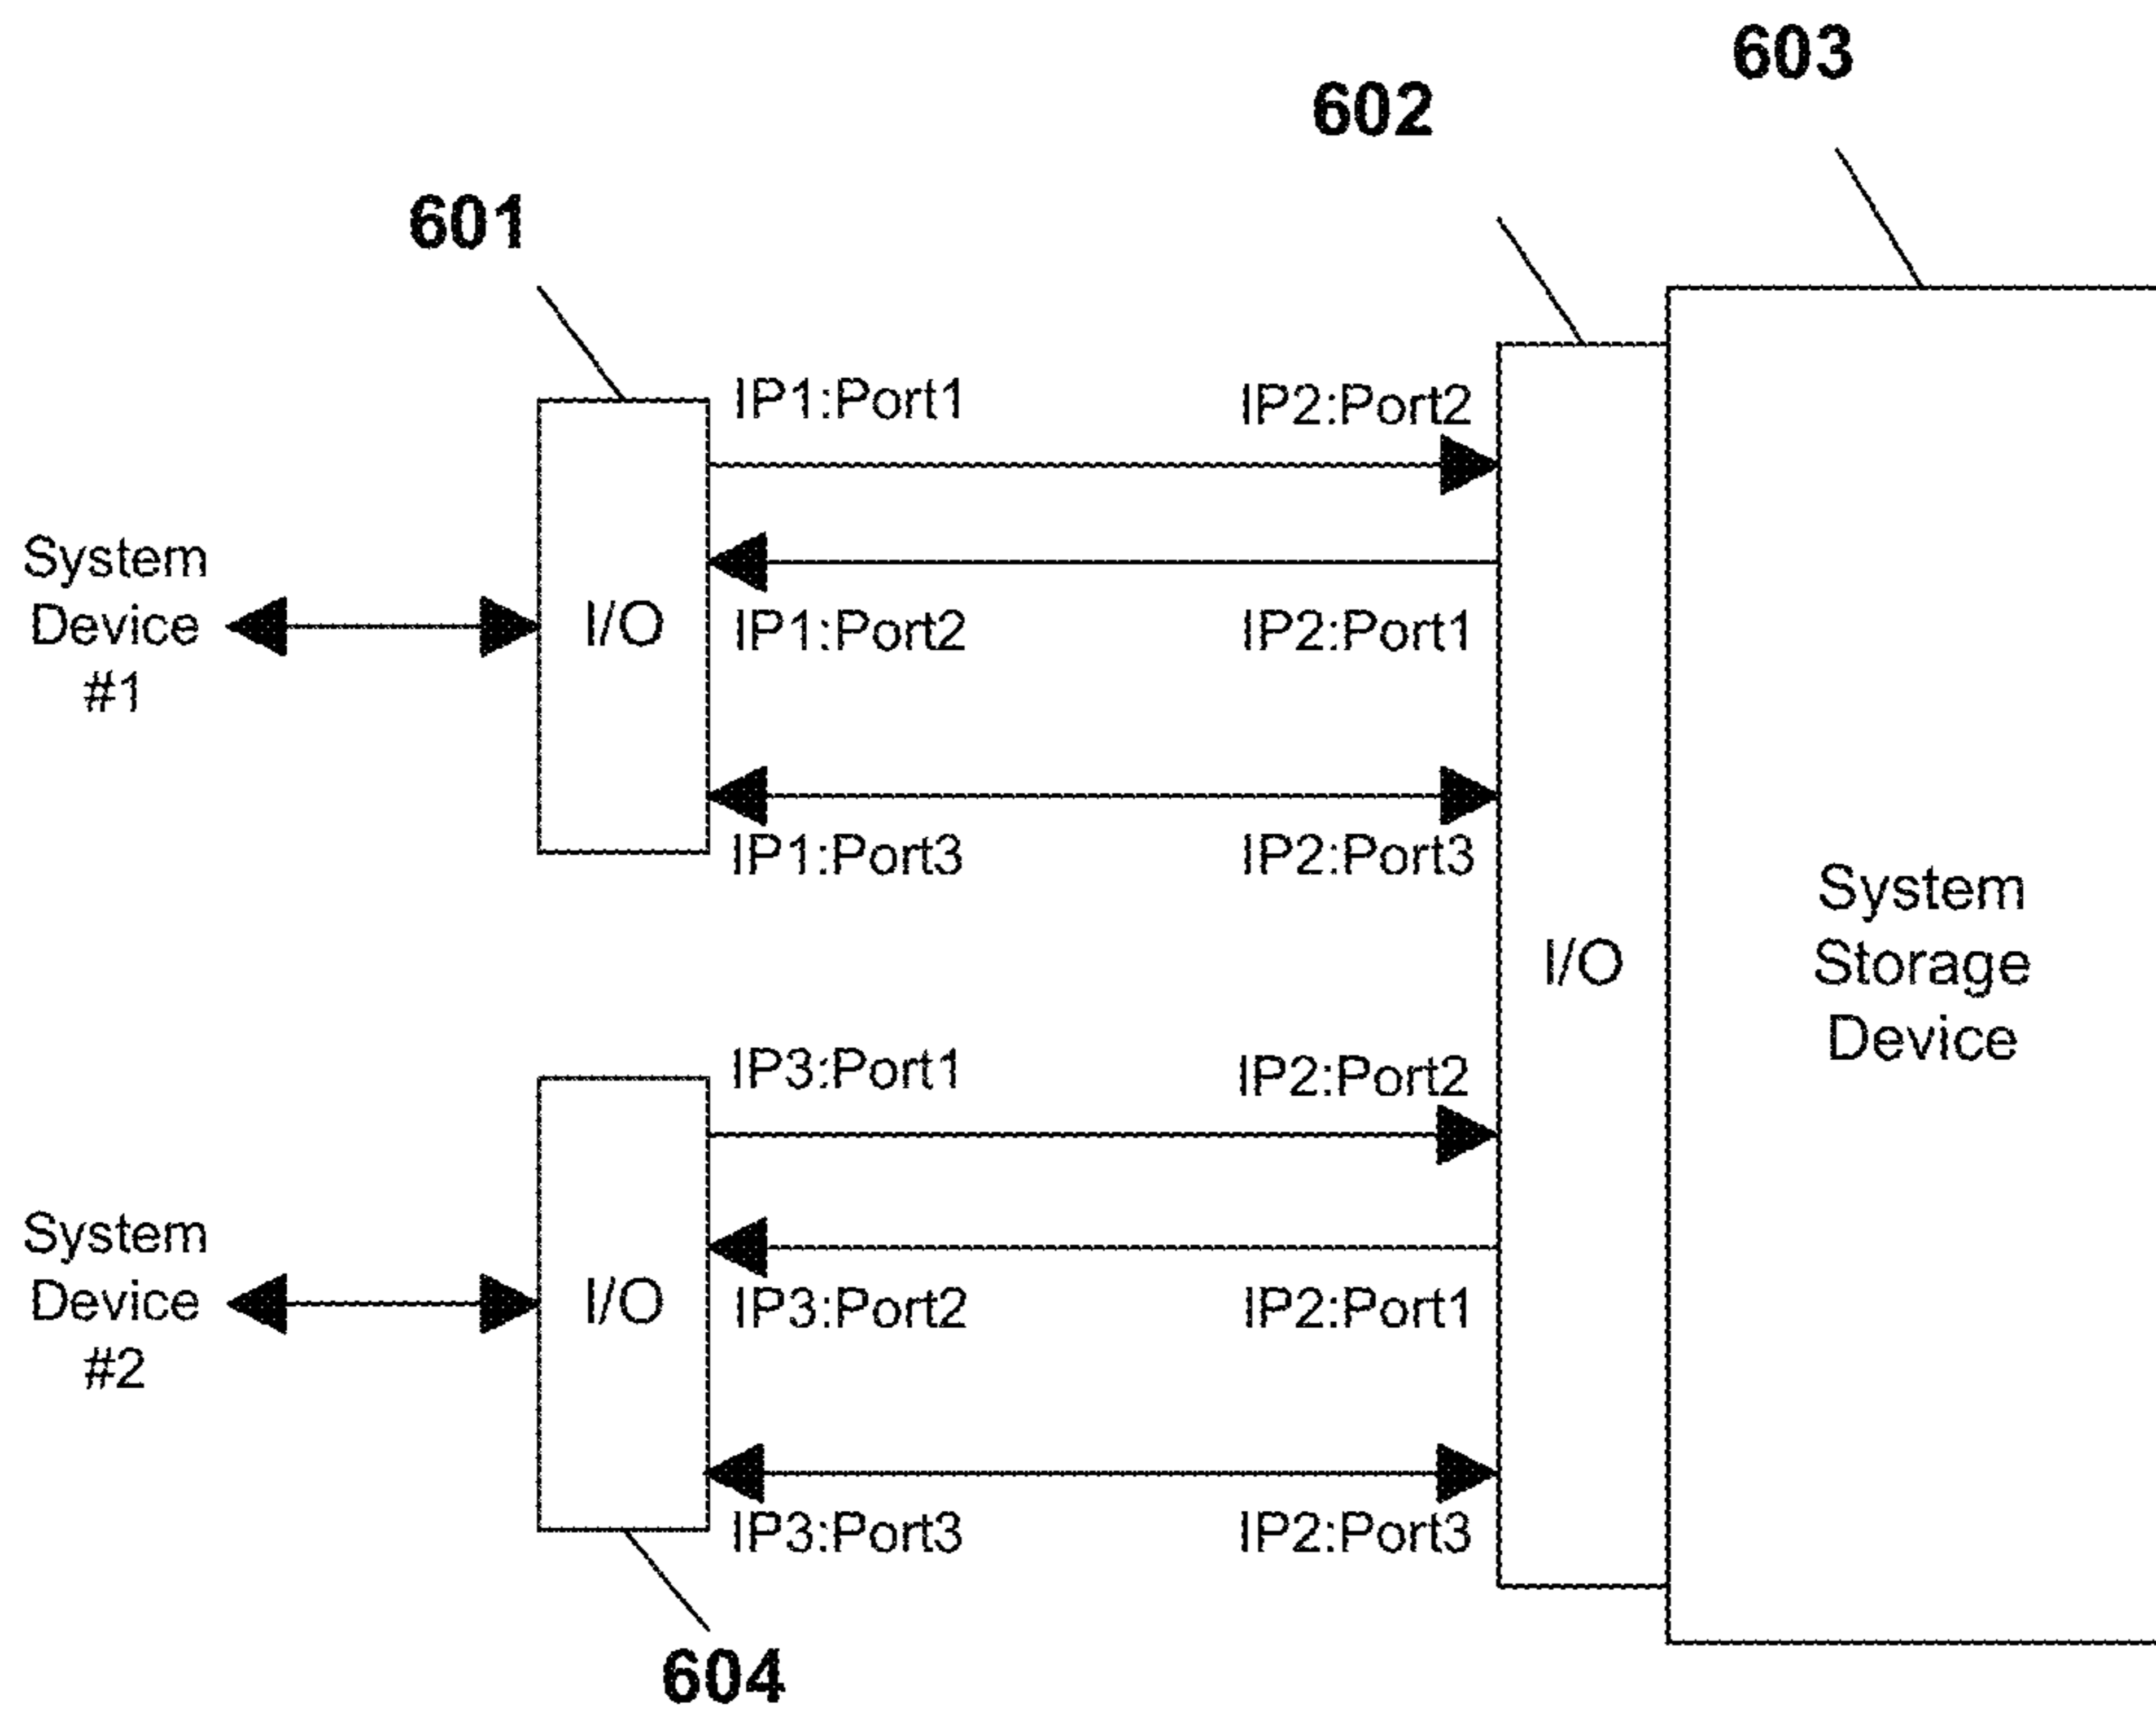 603
602
601
IP1:Port1
IP2:Port2
System
Device
#1
I/O
IP1:Port2
IP2:Port1
IP1:Port3
IP2:Port3
System
Storage
Device
I/O
IP3:Port1
IP2:Port2
System
Device
#2
I/O
IP3:Port2
IP2:Port1
IP3:Port3
IP2:Port3
604